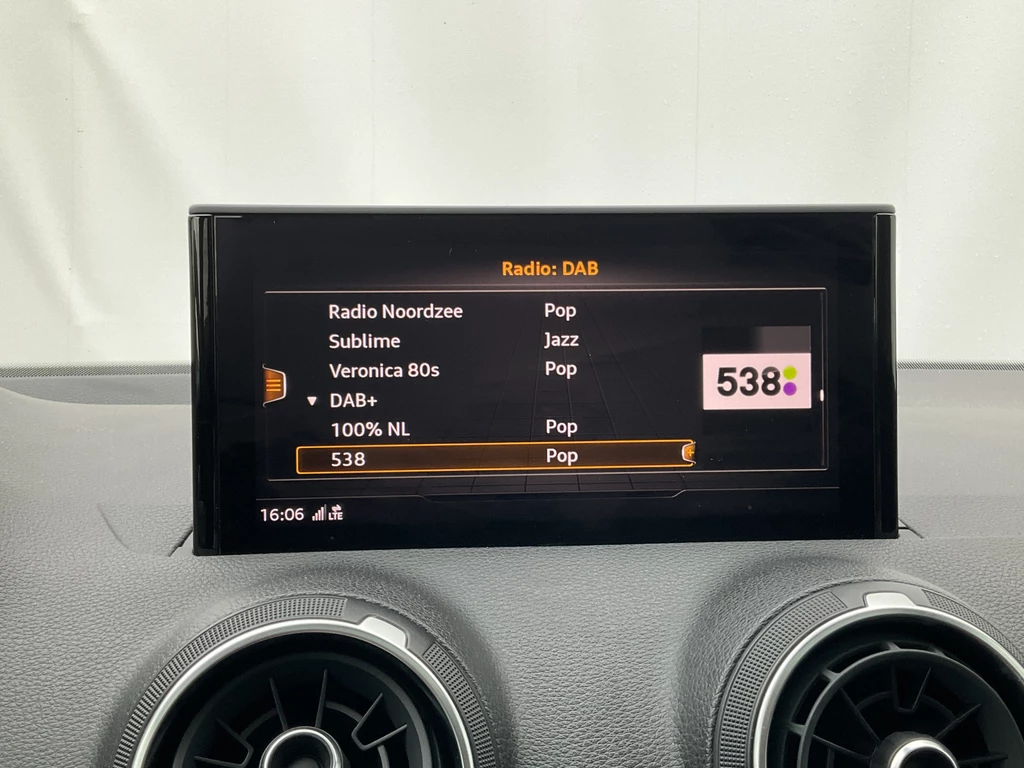 Radio: DAB
Radio Noordzee Pop
Sublime Jazz
Veronica 80s Pop
DAB+
100% NL Pop
538 Pop
538
16:06 LTE